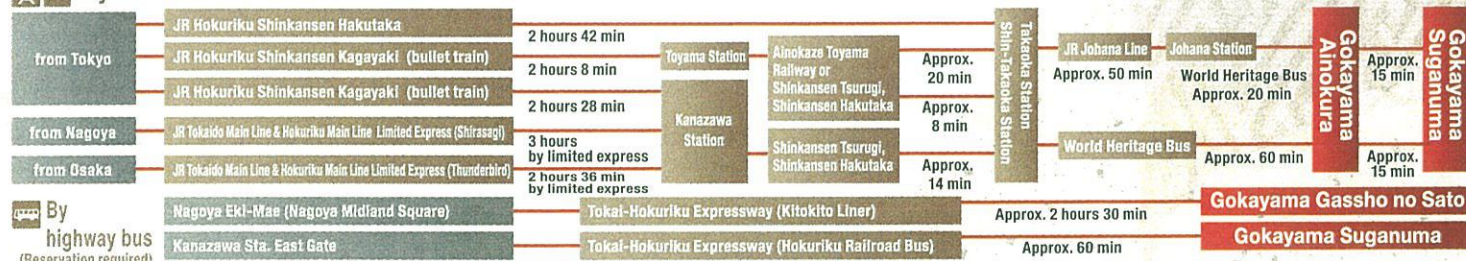 from Tokyo
JR Hokuriku Shinkansen Hakutaka
2 hours 42 min
JR Hokuriku Shinkansen Kagayaki (bullet train)
2 hours 8 min
JR Hokuriku Shinkansen Kagayaki (bullet train)
2 hours 28 min
from Nagoya
JR Tokaido Main Line & Hokuriku Main Line Limited Express (Shirasagi)
3 hours
by limited express
from Osaka
JR Tokaido Main Line & Hokuriku Main Line Limited Express (Thunderbird)
2 hours 36 min
by limited express
Toyama Station
Kanazawa
Station
Ainokaze Toyama
Railway or
Shinkansen Tsurugi,
Shinkansen Hakutaka
Shinkansen Tsurugi,
Shinkansen Hakutaka
Approx.
20 min
Approx.
8 min
Approx.
14 min
Takaoka Station
Shin-Takaoka Station
JR Johana Line
Approx. 50 min
Johana Station
World Heritage Bus
Approx. 20 min
World Heritage Bus
Approx. 60 min
Gokayama
Ainokura
Approx.
15 min
Approx.
15 min
Gokayama
Suganuma
By
highway bus
(Reservation required)
Nagoya Eki-Mae (Nagoya Midland Square)
Tokai-Hokuriku Expressway (Kitokito Liner)
Approx. 2 hours 30 min
Gokayama Gassho no Sato
Kanazawa Sta. East Gate
Tokai-Hokuriku Expressway (Hokuriku Railroad Bus)
Approx. 60 min
Gokayama Suganuma